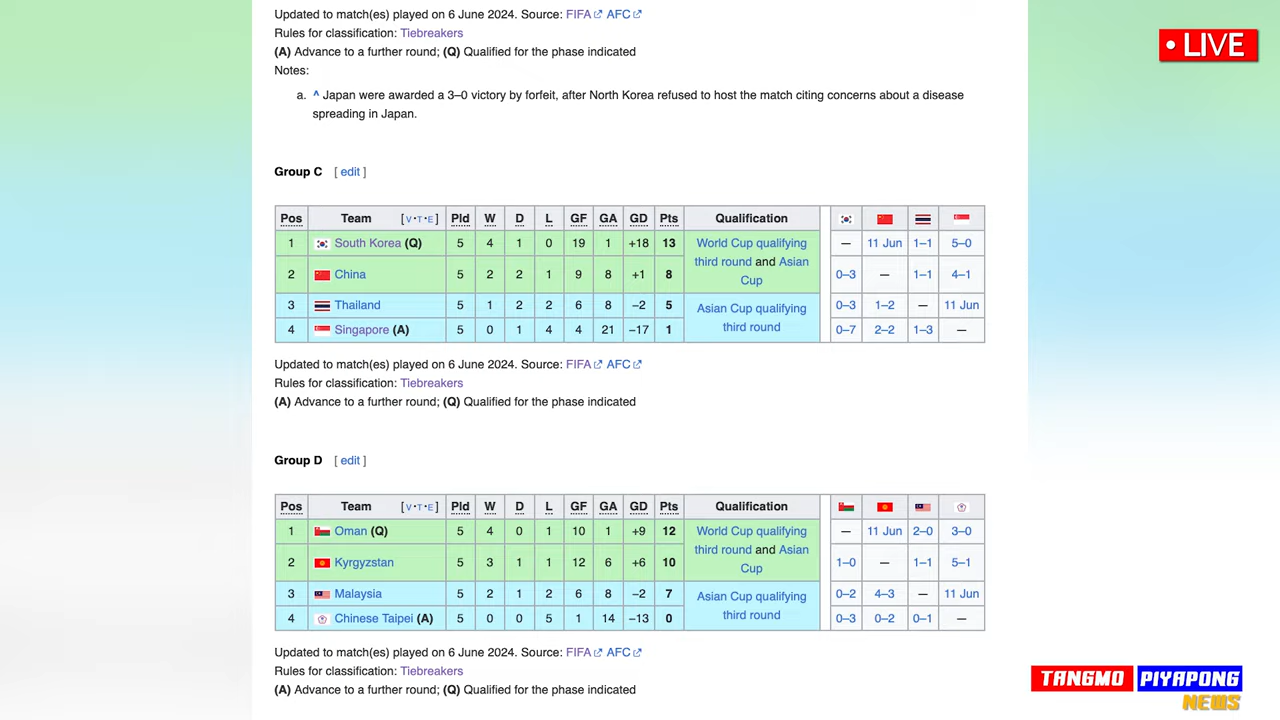 Updated to match(es) played on 6 June 2024. Source: FIFA AFC
Rules for classification: Tiebreakers
(A) Advance to a further round; (Q) Qualified for the phase indicated
Notes:
a. ^ Japan were awarded a 3–0 victory by forfeit, after North Korea refused to host the match citing concerns about a disease
spreading in Japan.
• LIVE
Group C [ edit ]
Pos Team [V·T·E] Pld W D L GF GA GD Pts Qualification
1 South Korea (Q) 5 4 1 0 19 1 +18 13 World Cup qualifying third round and Asian Cup — 11 Jun 1–1 5–0
2 China 5 2 2 1 9 8 +1 8 0–3 — 1–1 4–1
3 Thailand 5 1 2 2 6 8 −2 5 Asian Cup qualifying third round 0–3 1–2 — 11 Jun
4 Singapore (A) 5 0 1 4 4 21 −17 1 0–7 2–2 1–3 —
Updated to match(es) played on 6 June 2024. Source: FIFA AFC
Rules for classification: Tiebreakers
(A) Advance to a further round; (Q) Qualified for the phase indicated
Group D [ edit ]
Pos Team [V·T·E] Pld W D L GF GA GD Pts Qualification
1 Oman (Q) 5 4 0 1 10 1 +9 12 World Cup qualifying third round and Asian Cup — 11 Jun 2–0 3–0
2 Kyrgyzstan 5 3 1 1 12 6 +6 10 1–0 — 1–1 5–1
3 Malaysia 5 2 1 2 6 8 −2 7 Asian Cup qualifying third round 0–2 4–3 — 11 Jun
4 Chinese Taipei (A) 5 0 0 5 1 14 −13 0 0–3 0–2 0–1 —
Updated to match(es) played on 6 June 2024. Source: FIFA AFC
Rules for classification: Tiebreakers
(A) Advance to a further round; (Q) Qualified for the phase indicated
TANGMO PIYAPONG
NEWS